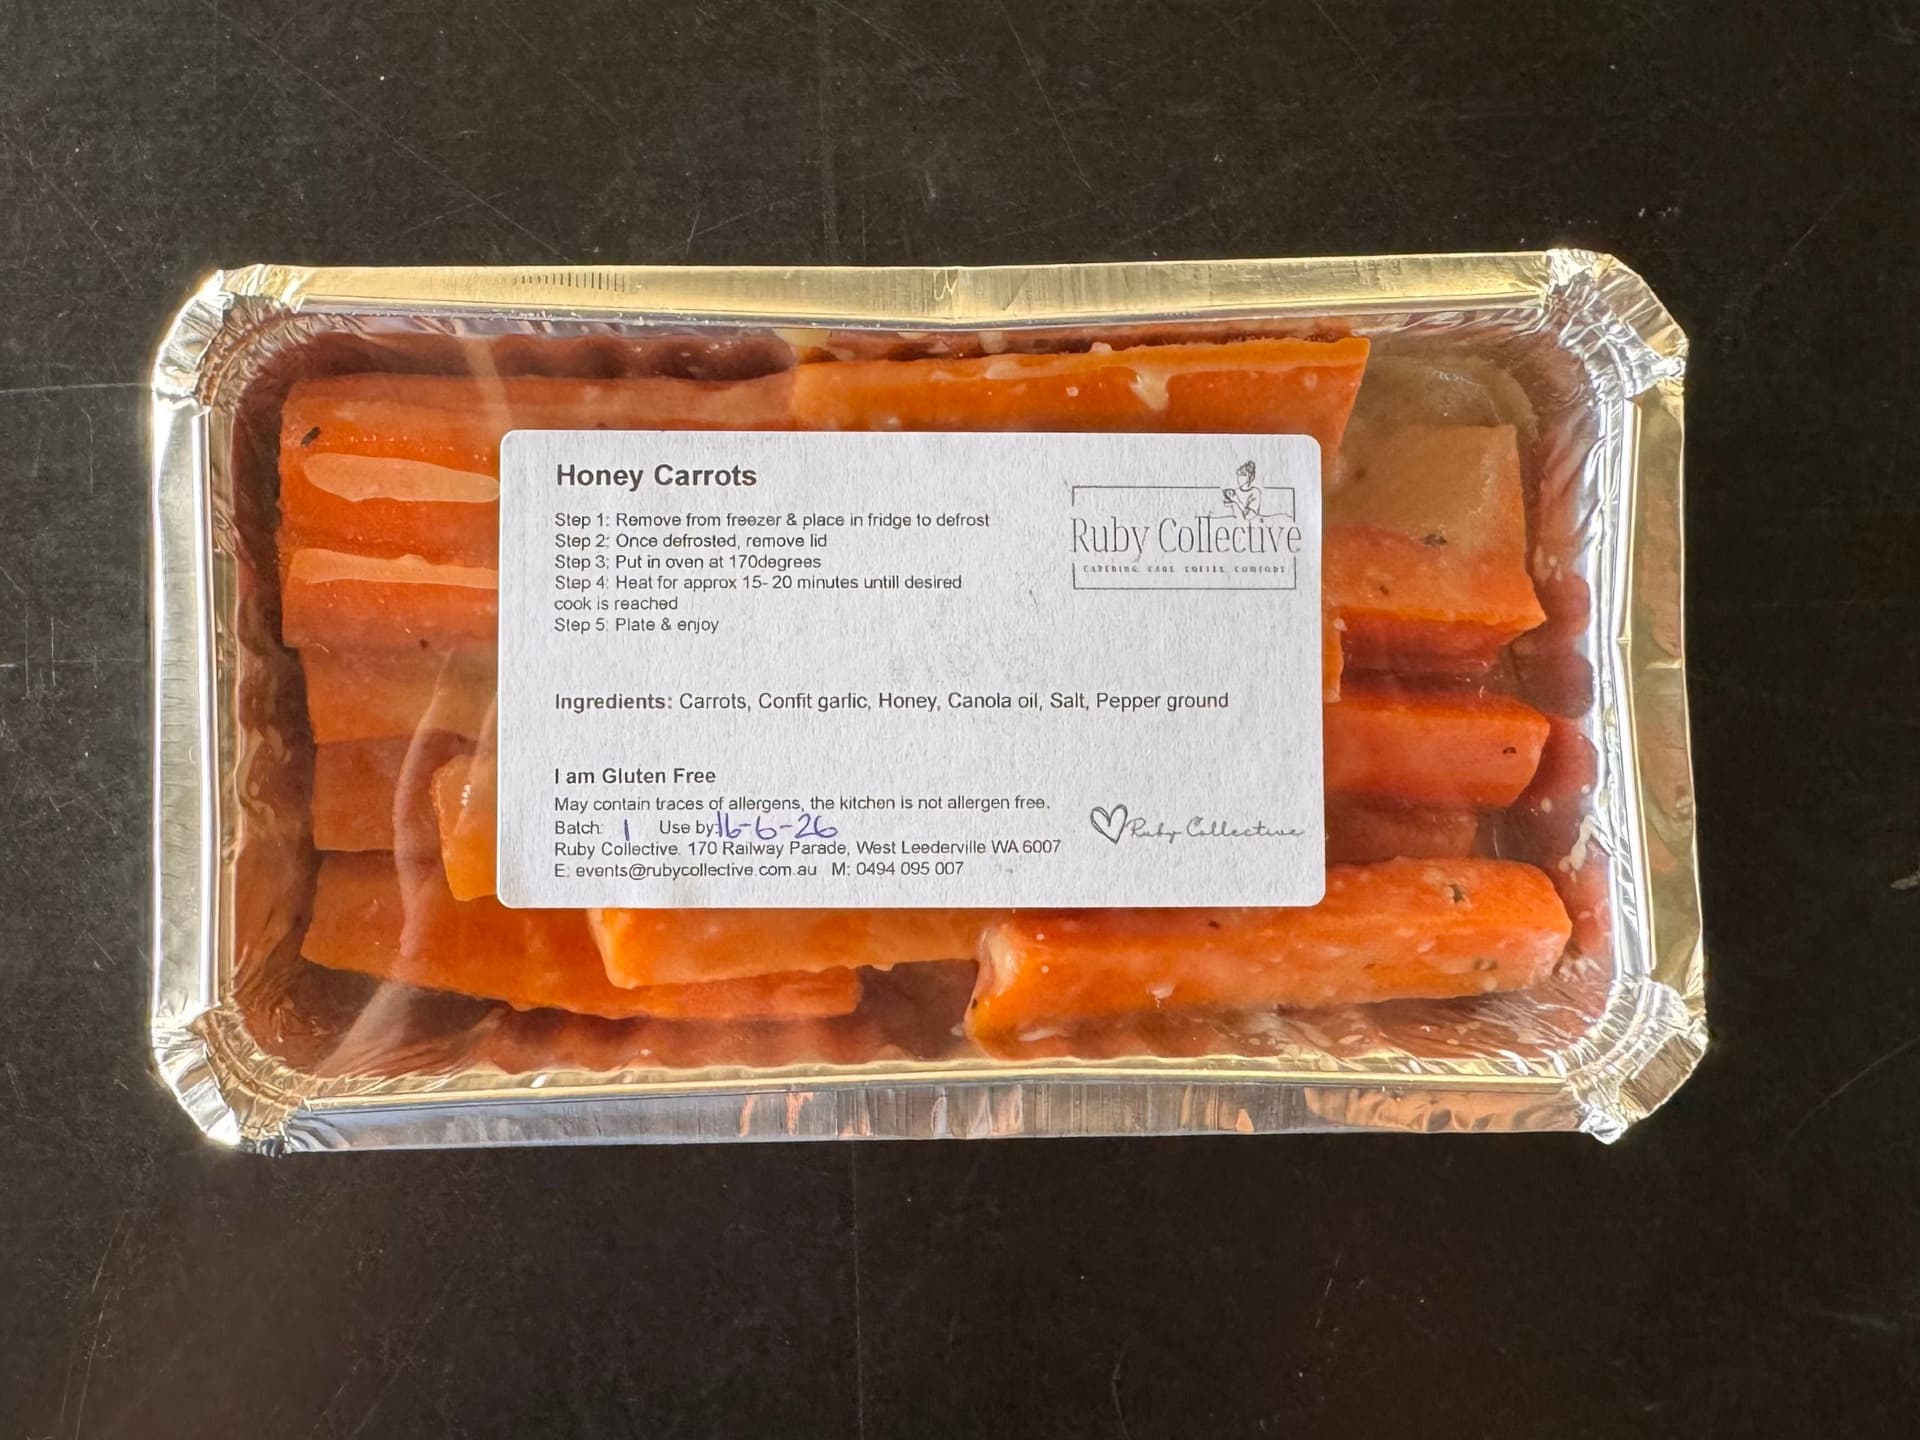 Honey Carrots
Step 1: Remove from freezer & place in fridge to defrost
Step 2: Once defrosted, remove lid
Step 3: Put in oven at 170degrees
Step 4: Heat for approx 15- 20 minutes untill desired
cook is reached
Step 5: Plate & enjoy
Ruby Collective
CATERING CAKE COFFEE COMFORT
Ingredients: Carrots, Confit garlic, Honey, Canola oil, Salt, Pepper ground
I am Gluten Free
May contain traces of allergens, the kitchen is not allergen free.
Batch: 1 Use by: 16-6-26
Ruby Collective. 170 Railway Parade, West Leederville WA 6007
E: events@rubycollective.com.au M: 0494 095 007
Ruby Collective